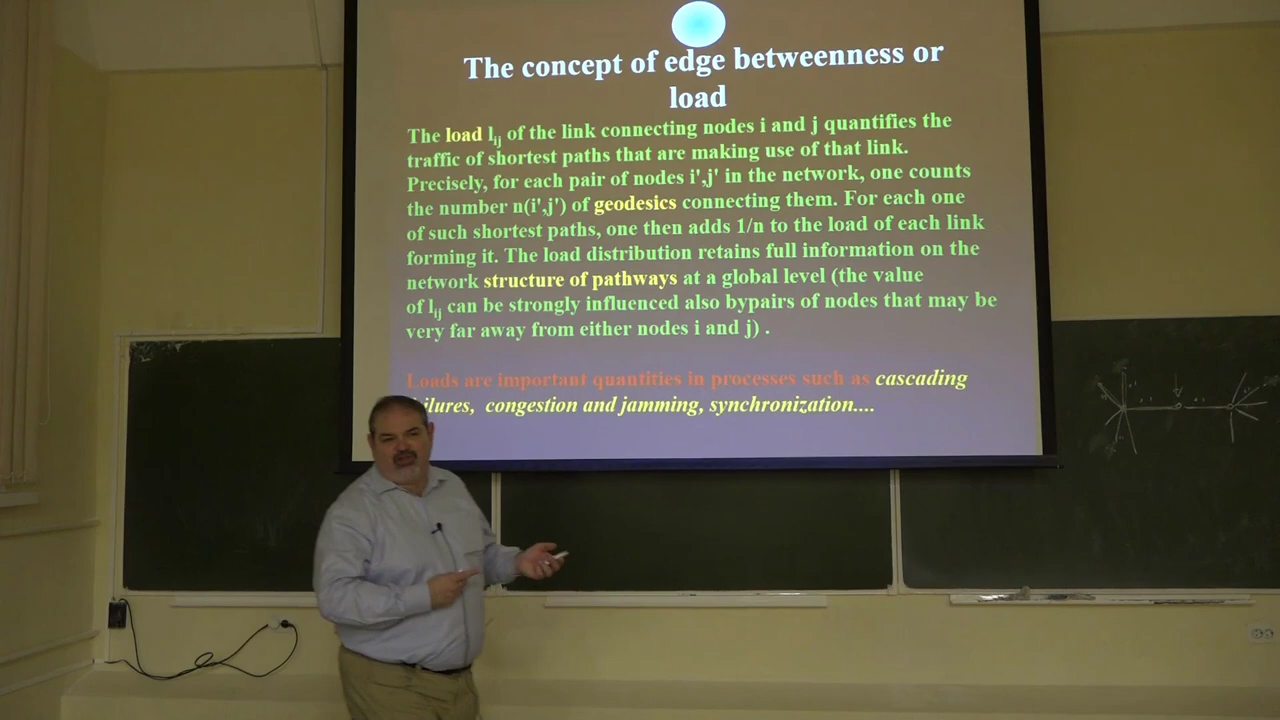 The concept of edge betweenness or
load
The load lij of the link connecting nodes i and j quantifies the
traffic of shortest paths that are making use of that link.
Precisely, for each pair of nodes i',j' in the network, one counts
the number n(i',j') of geodesics connecting them. For each one
of such shortest paths, one then adds 1/n to the load of each link
forming it. The load distribution retains full information on the
network structure of pathways at a global level (the value
of lij can be strongly influenced also bypairs of nodes that may be
very far away from either nodes i and j) .
Loads are important quantities in processes such as cascading
ilures, congestion and jamming, synchronization....